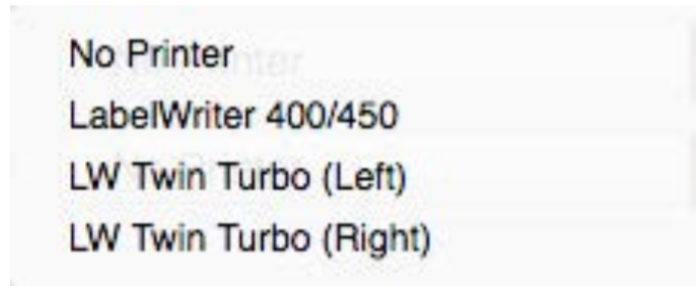 No Printer
LabelWriter 400/450
LW Twin Turbo (Left)
LW Twin Turbo (Right)